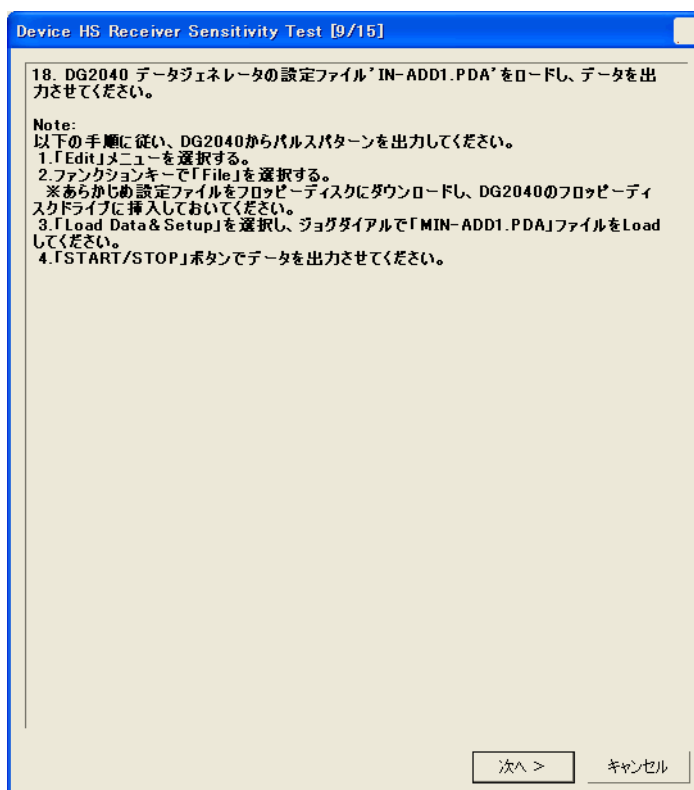 Device HS Receiver Sensitivity Test [9/15]
18. DG2040 データジェネレータの設定ファイル'IN-ADD1.PDA'をロードし、データを出
力させてください。
Note:
以下の手順に従い、DG2040からパルスパターンを出力してください。
1.「Edit」メニューを選択する。
2.ファンクションキーで「File」を選択する。
※あらかじめ設定ファイルをフロッピーディスクにダウンロードし、DG2040のフロッピーディ
スクドライブに挿入しておいてください。
3.「Load Data&Setup」を選択し、ジョグダイアルで「MIN-ADD1.PDA」ファイルをLoad
してください。
4.「START/STOP」ボタンでデータを出力させてください。
次へ >
キャンセル